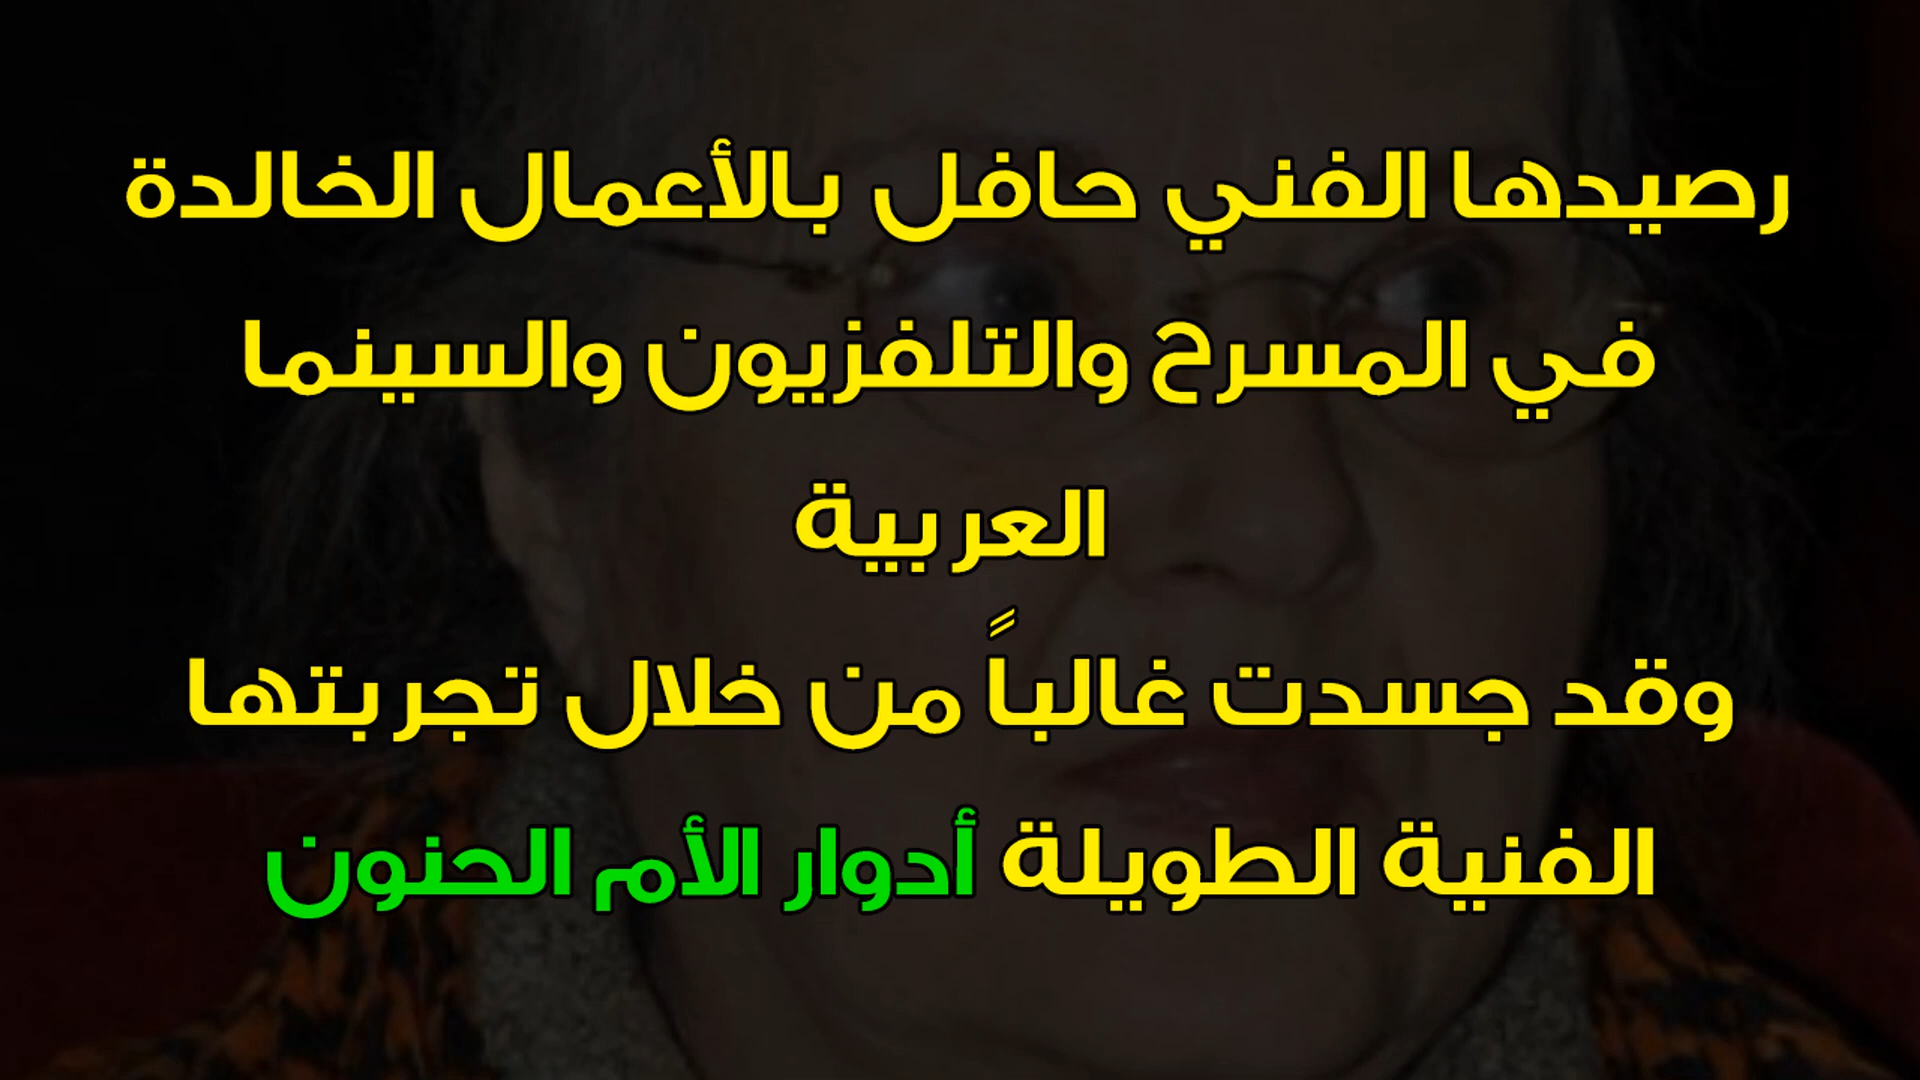 رصيدها الفني حافل بالأعمال الخالدة
في المسرح والتلفزيون والسينما
العربية
وقد جسدت غالباً من خلال تجربتها
الفنية الطويلة أدوار الأم الحنون